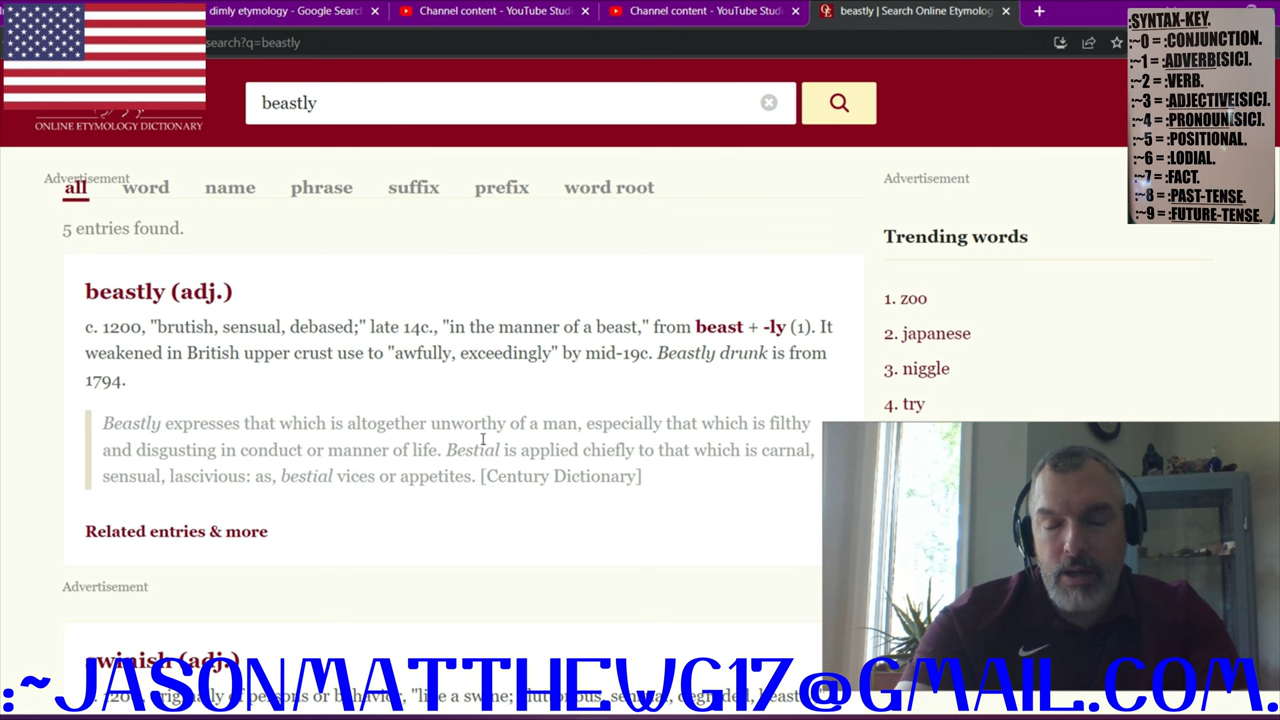 dimly etymology - Google Searc
Channel content - YouTube Stud
Channel content - YouTube Stud
beastly | Search Online Etymolog
search?q=beastly
:SYNTAX-KEY.
:~0 = :CONJUNCTION.
:~1 = :ADVERB[SIC].
:~2 = :VERB.
:~3 = :ADJECTIVE[SIC].
:~4 = :PRONOUN[SIC].
:~5 = :POSITIONAL.
:~6 = :LODIAL.
:~7 = :FACT.
:~8 = :PAST-TENSE.
:~9 = :FUTURE-TENSE.
ONLINE ETYMOLOGY DICTIONARY
beastly
Advertisement
all word name phrase suffix prefix word root
Advertisement
5 entries found.
Trending words
beastly (adj.)
1. zoo
c. 1200, "brutish, sensual, debased;" late 14c., "in the manner of a beast," from beast + -ly (1). It
2. japanese
weakened in British upper crust use to "awfully, exceedingly" by mid-19c. Beastly drunk is from
3. niggle
1794.
4. try
Beastly expresses that which is altogether unworthy of a man, especially that which is filthy
and disgusting in conduct or manner of life. Bestial is applied chiefly to that which is carnal,
sensual, lascivious: as, bestial vices or appetites. [Century Dictionary]
Related entries & more
Advertisement
swinish (adj.)
:~JASONMATTHEWG17@GMAIL.COM.